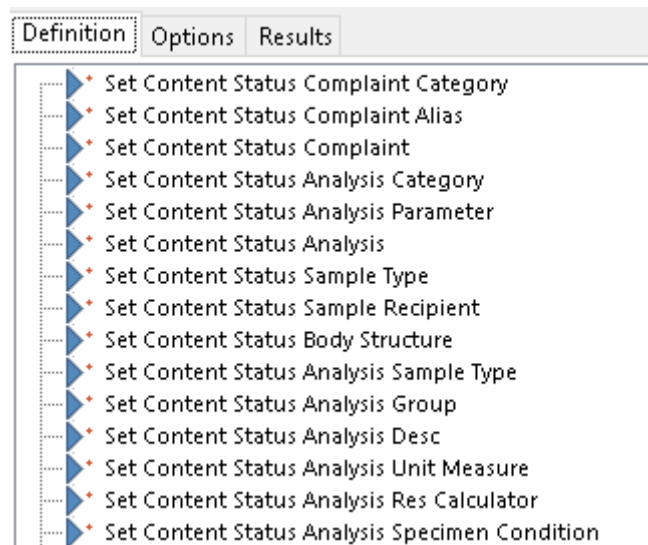 Definition Options Results
Set Content Status Complaint Category
Set Content Status Complaint Alias
Set Content Status Complaint
Set Content Status Analysis Category
Set Content Status Analysis Parameter
Set Content Status Analysis
Set Content Status Sample Type
Set Content Status Sample Recipient
Set Content Status Body Structure
Set Content Status Analysis Sample Type
Set Content Status Analysis Group
Set Content Status Analysis Desc
Set Content Status Analysis Unit Measure
Set Content Status Analysis Res Calculator
Set Content Status Analysis Specimen Condition